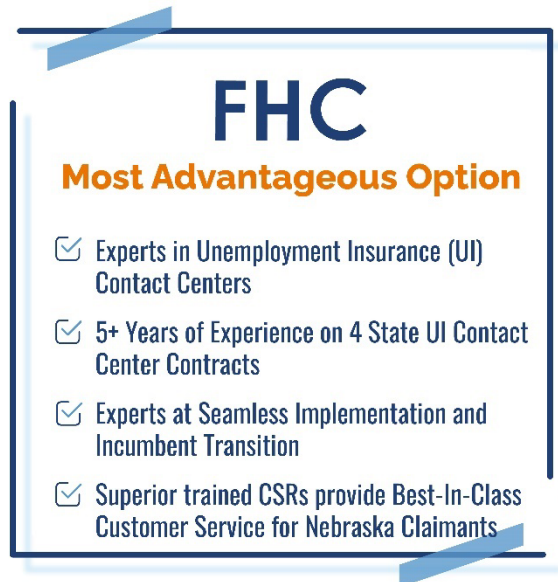 FHC
Most Advantageous Option
Experts in Unemployment Insurance (UI)
Contact Centers
5+ Years of Experience on 4 State UI Contact
Center Contracts
Experts at Seamless Implementation and
Incumbent Transition
Superior trained CSRs provide Best-In-Class
Customer Service for Nebraska Claimants